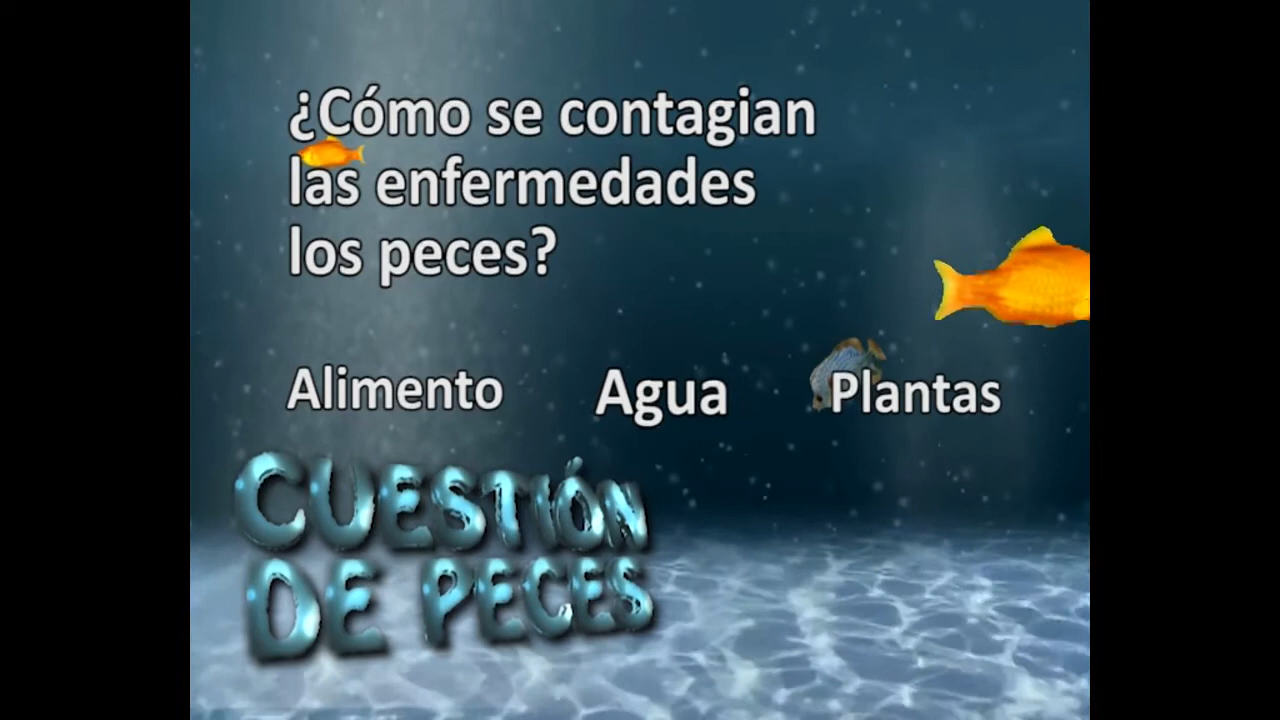 ¿Cómo se contagian
las enfermedades
los peces?
Alimento Agua Plantas
CUESTIÓN
DE PECES